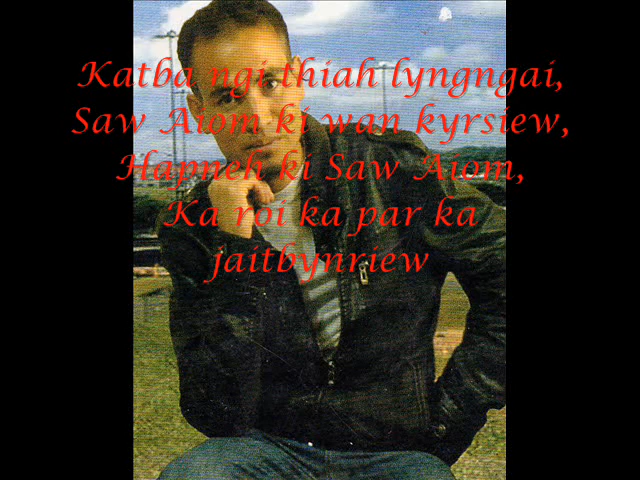 Katba ngi thiah lyngngai,
Saw Aiom ki wan kyrsiew,
Hapneh ki Saw Aiom,
Ka roi ka par ka
jaitbynriew